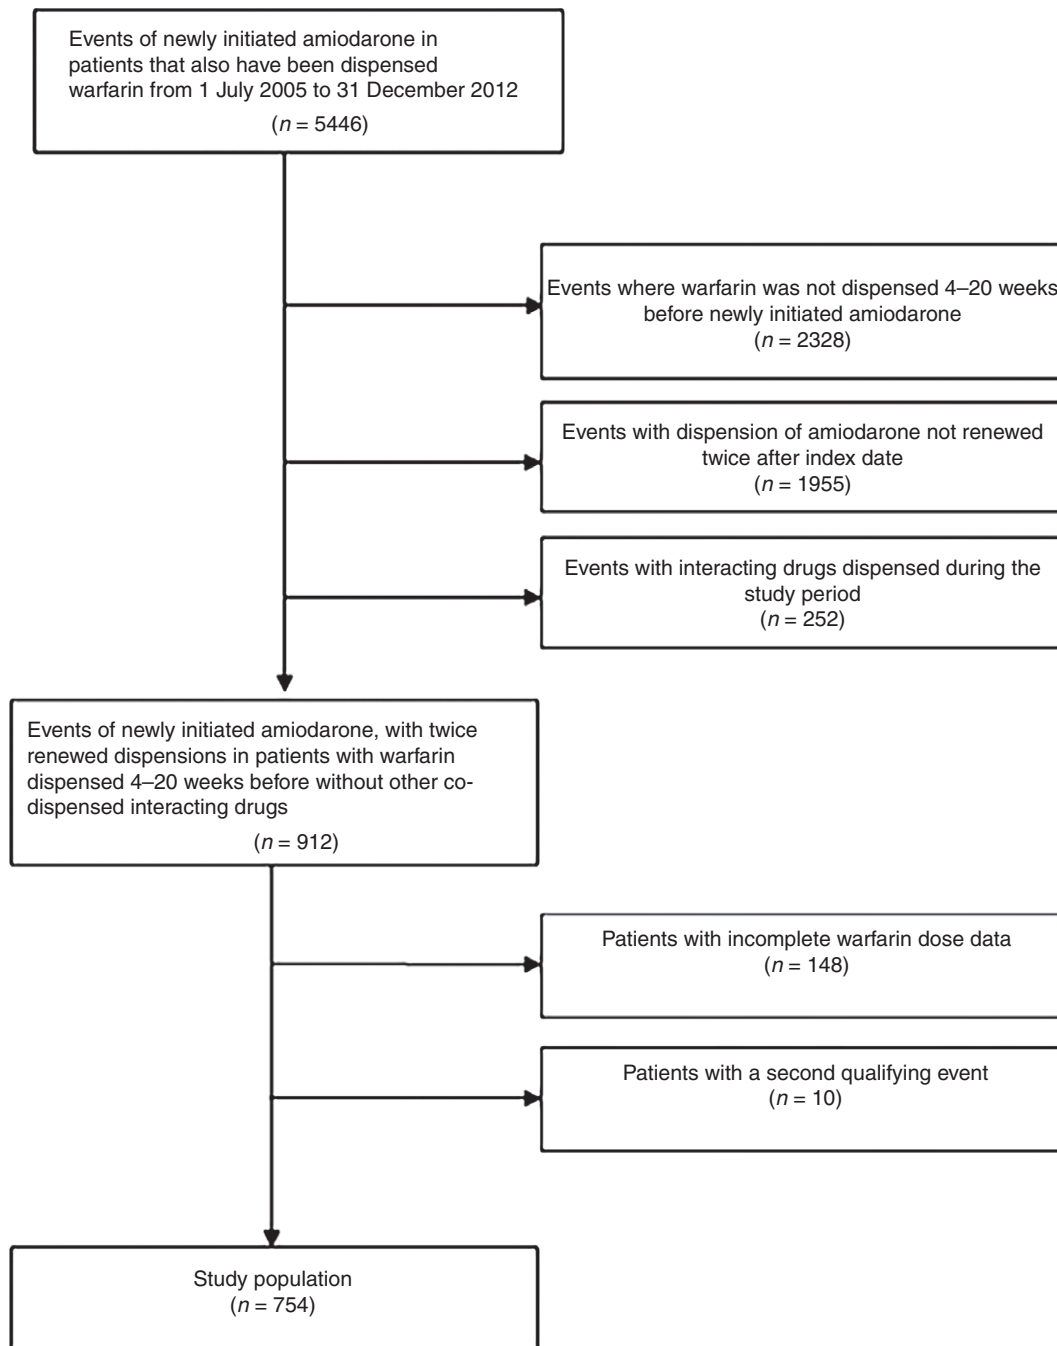 Events of newly initiated amiodarone in
patients that also have been dispensed
warfarin from 1 July 2005 to 31 December 2012
(n = 5446)
Events where warfarin was not dispensed 4–20 weeks
before newly initiated amiodarone
(n = 2328)
Events with dispension of amiodarone not renewed
twice after index date
(n = 1955)
Events with interacting drugs dispensed during the
study period
(n = 252)
Events of newly initiated amiodarone, with twice
renewed dispensions in patients with warfarin
dispensed 4–20 weeks before without other co-
dispensed interacting drugs
(n = 912)
Patients with incomplete warfarin dose data
(n = 148)
Patients with a second qualifying event
(n = 10)
Study population
(n = 754)